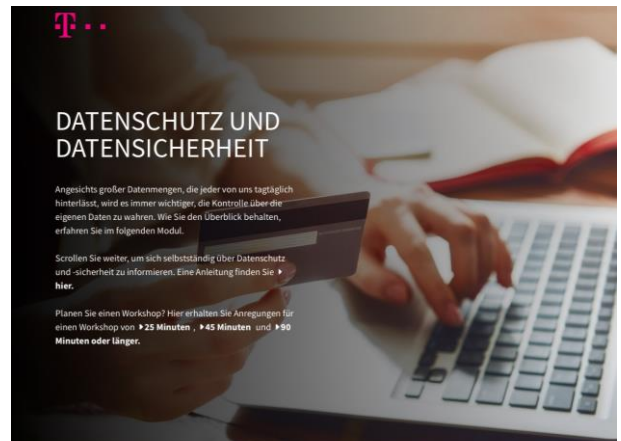 T
DATENSCHUTZ UND
DATENSICHERHEIT
Angesichts großer Datenmengen, die jeder von uns tagtäglich
hinterlässt, wird es immer wichtiger, die Kontrolle über die
eigenen Daten zu wahren. Wie Sie den Überblick behalten,
erfahren Sie im folgenden Modul.
Scrollen Sie weiter, um sich selbstständig über Datenschutz
und -sicherheit zu informieren. Eine Anleitung finden Sie
hier.
Planen Sie einen Workshop? Hier erhalten Sie Anregungen für
einen Workshop von 25 Minuten , 45 Minuten und 90
Minuten oder länger.